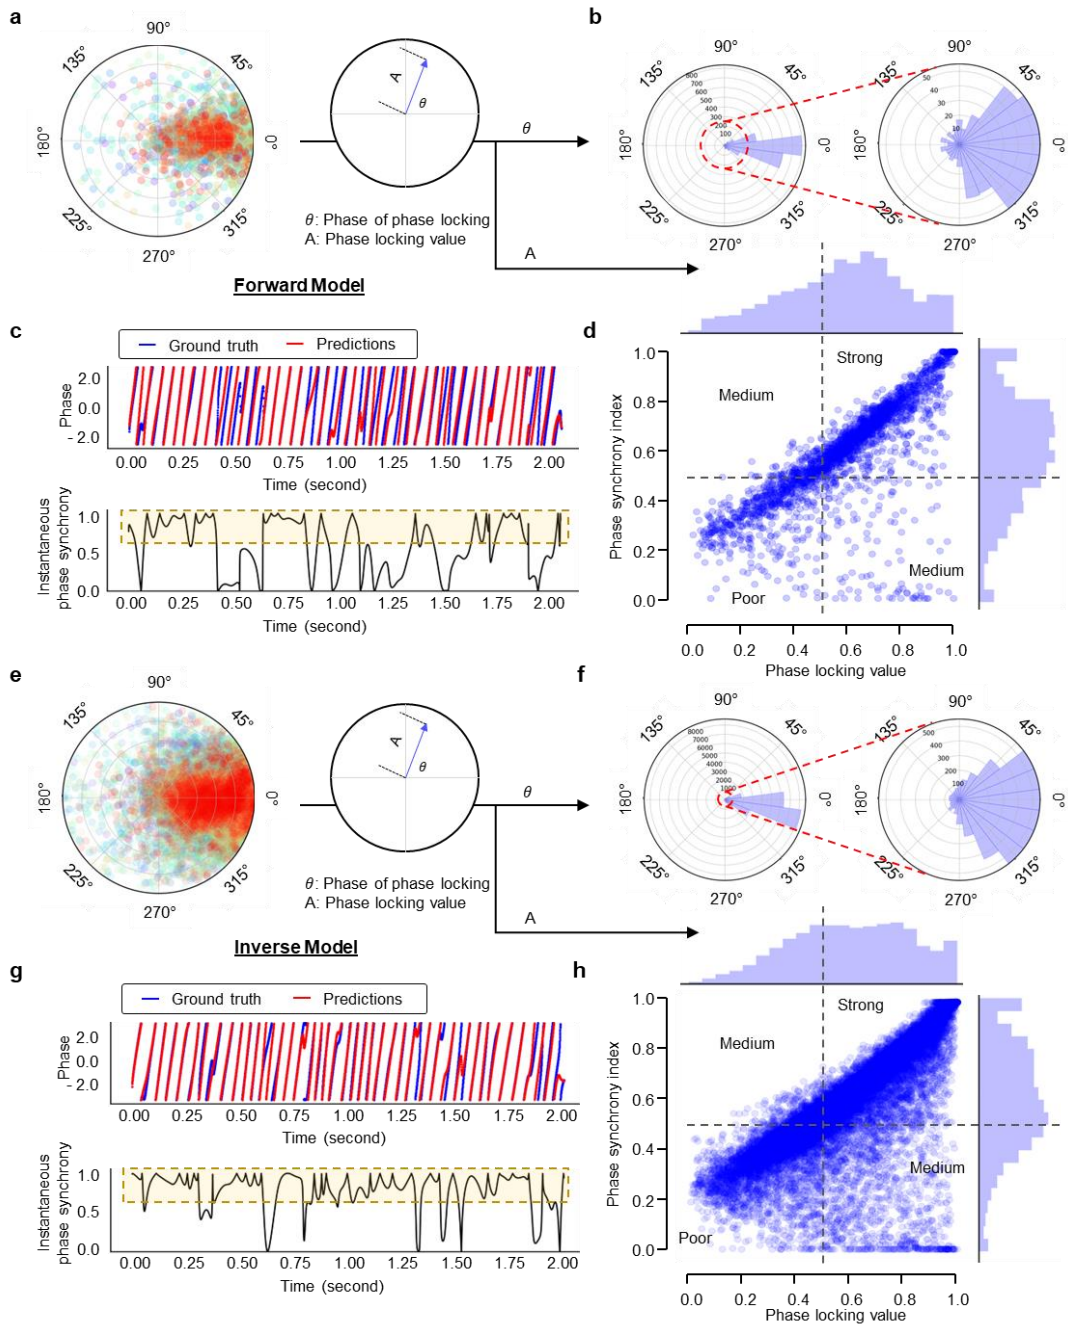 a
90°
135°
45°
180°
0°
225°
315°
270°
A
θ
θ
θ: Phase of phase locking
A: Phase locking value
A
Forward Model
b
90°
135°
45°
800
700
600
500
400
300
200
100
180°
0°
225°
315°
270°
90°
135°
45°
50
40
30
20
10
180°
0°
225°
315°
270°
c
Ground truth
Predictions
Phase
2.0
0.0
- 2.0
0.00 0.25 0.50 0.75 1.00 1.25 1.50 1.75 2.00
Time (second)
Instantaneous
phase synchrony
1.0
0.5
0.0
0.00 0.25 0.50 0.75 1.00 1.25 1.50 1.75 2.00
Time (second)
d
Phase synchrony index
1.0
0.8
0.6
0.4
0.2
0.0
Strong
Medium
Medium
Poor
0.0 0.2 0.4 0.6 0.8 1.0
Phase locking value
e
90°
135°
45°
180°
0°
225°
315°
270°
A
θ
θ
θ: Phase of phase locking
A: Phase locking value
A
Inverse Model
f
90°
135°
45°
8000
7000
6000
5000
4000
3000
2000
1000
180°
0°
225°
315°
270°
90°
135°
45°
500
400
300
200
100
180°
0°
225°
315°
270°
g
Ground truth
Predictions
Phase
2.0
0.0
- 2.0
0.00 0.25 0.50 0.75 1.00 1.25 1.50 1.75 2.00
Time (second)
Instantaneous
phase synchrony
1.0
0.5
0.0
0.00 0.25 0.50 0.75 1.00 1.25 1.50 1.75 2.00
Time (second)
h
Phase synchrony index
1.0
0.8
0.6
0.4
0.2
0.0
Strong
Medium
Medium
Poor
0.0 0.2 0.4 0.6 0.8 1.0
Phase locking value